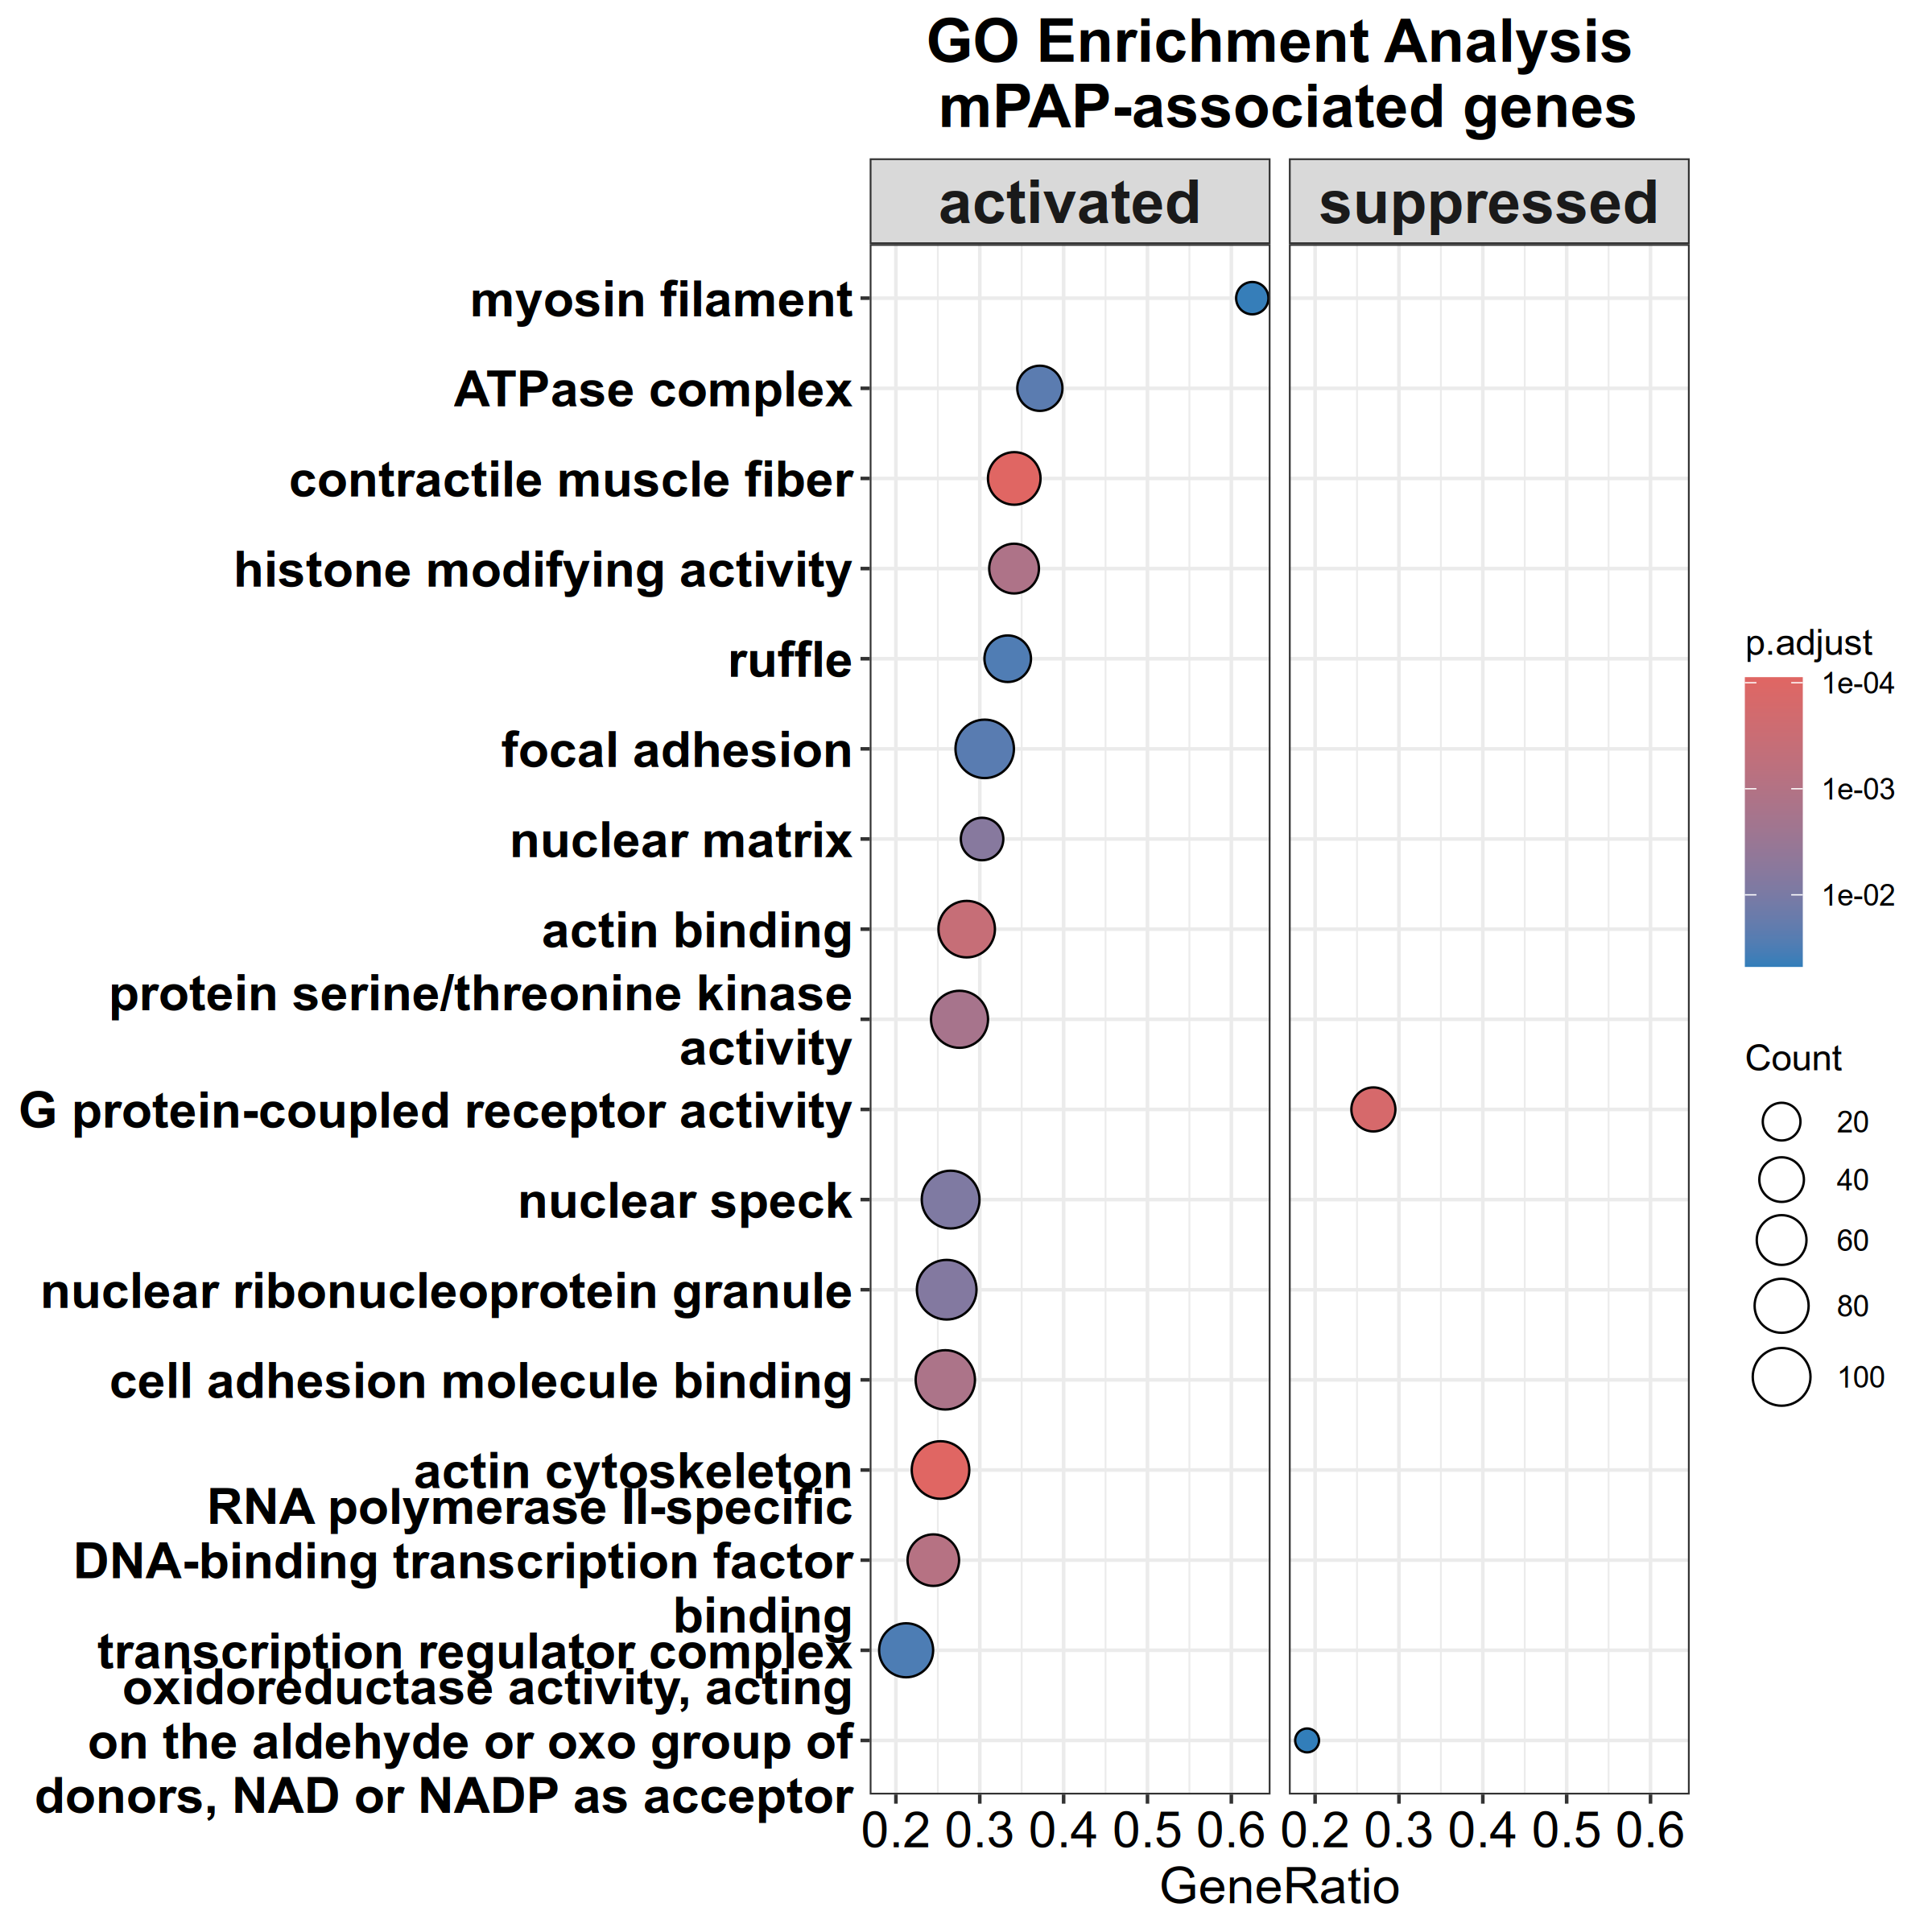 GO Enrichment Analysis
mPAP-associated genes
activated
suppressed
myosin filament
ATPase complex
contractile muscle fiber
histone modifying activity
ruffle
focal adhesion
nuclear matrix
actin binding
protein serine/threonine kinase
activity
G protein-coupled receptor activity
nuclear speck
nuclear ribonucleoprotein granule
cell adhesion molecule binding
actin cytoskeleton
RNA polymerase II-specific
DNA-binding transcription factor
binding
transcription regulator complex
oxidoreductase activity, acting
on the aldehyde or oxo group of
donors, NAD or NADP as acceptor
0.2 0.3 0.4 0.5 0.6
0.2 0.3 0.4 0.5 0.6
GeneRatio
p.adjust
1e-04
1e-03
1e-02
Count
20
40
60
80
100